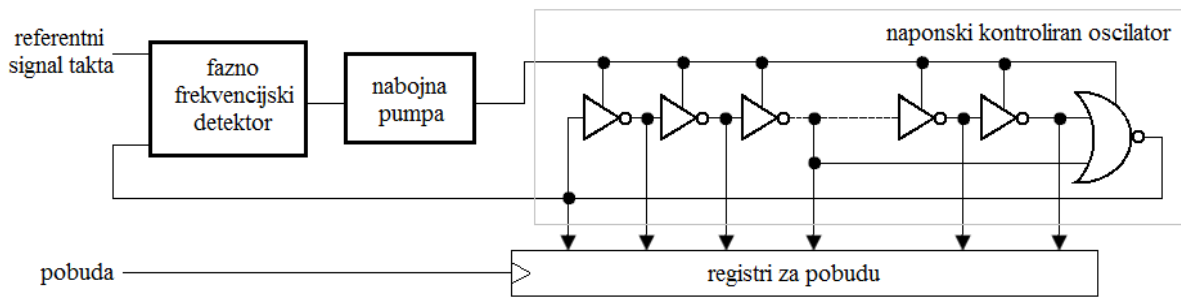 referentni
signal takta
fazno
frekvencijski
detektor
nabojna
pumpa
naponski kontroliran oscilator
pobuda
registri za pobudu